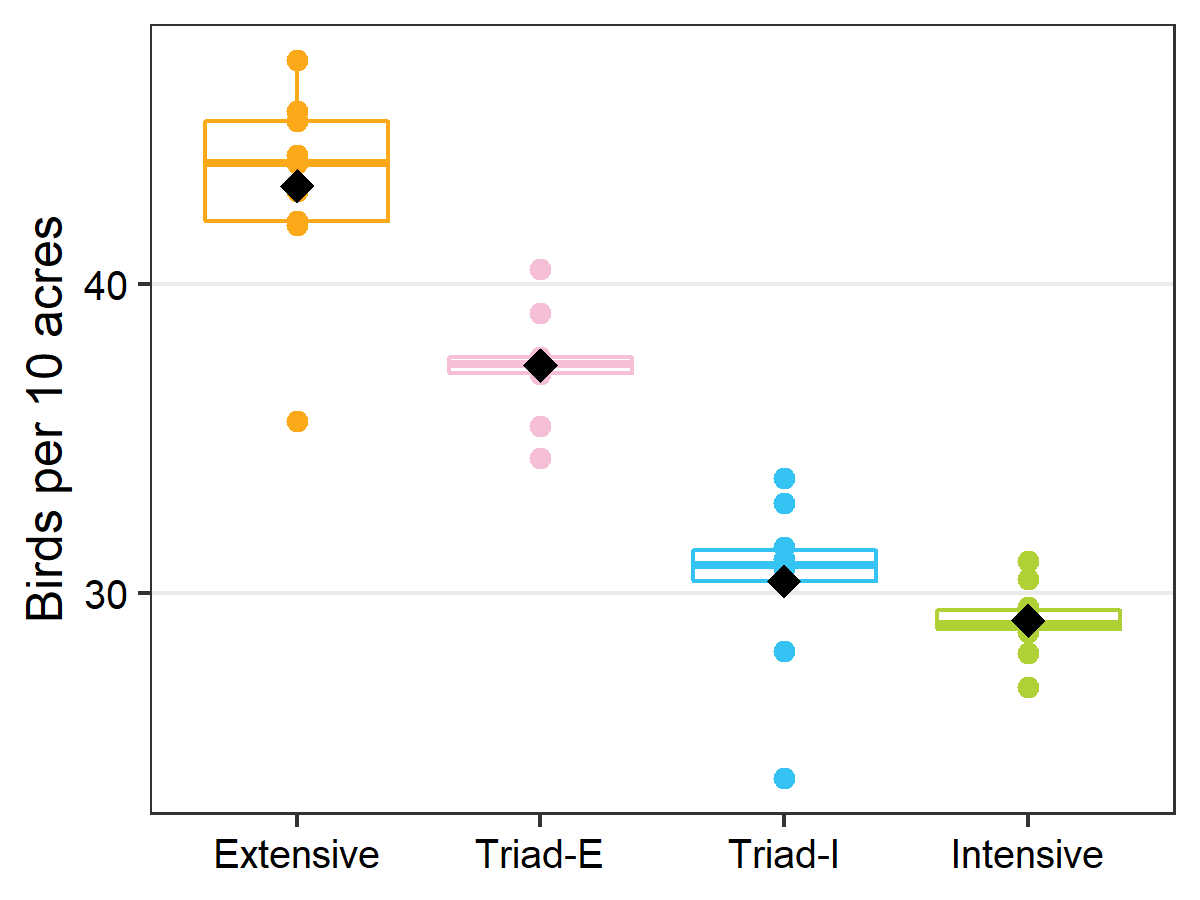 Birds per 10 acres
40
30
Extensive
Triad-E
Triad-I
Intensive